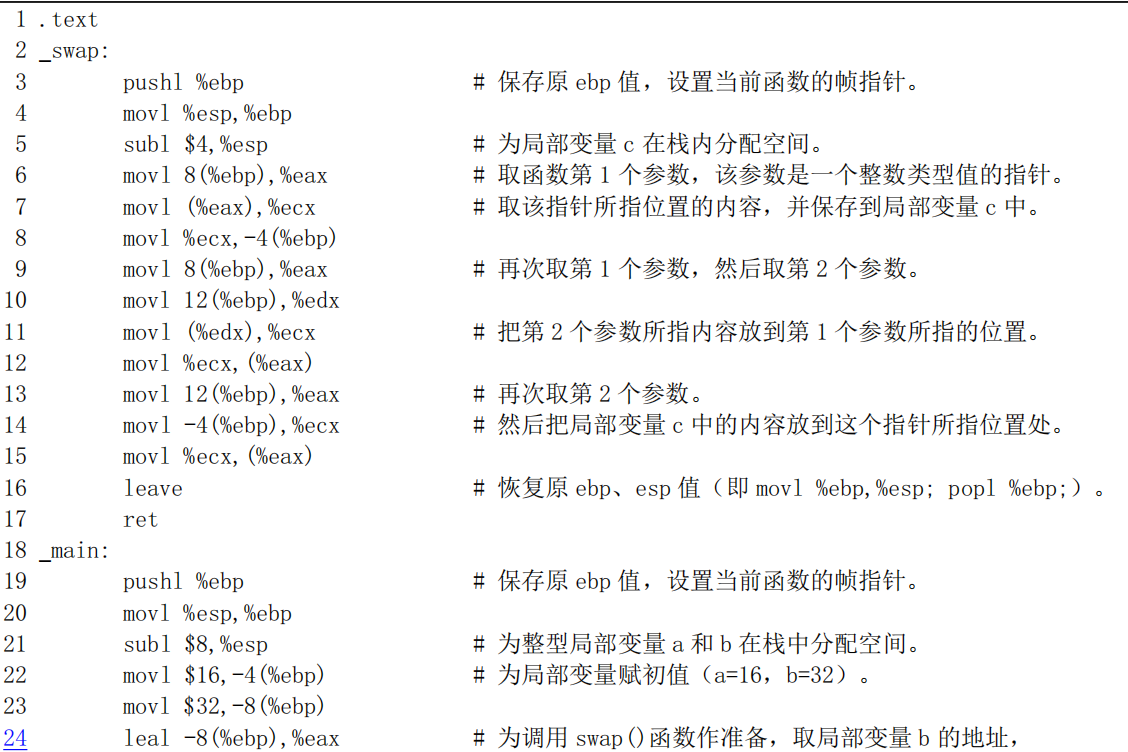 1 .text
2 _swap:
3 pushl %ebp # 保存原 ebp 值，设置当前函数的帧指针。
4 movl %esp,%ebp
5 subl $4,%esp # 为局部变量 c 在栈内分配空间。
6 movl 8(%ebp),%eax # 取函数第 1 个参数，该参数是一个整数类型值的指针。
7 movl (%eax),%ecx # 取该指针所指位置的内容，并保存到局部变量 c 中。
8 movl %ecx,-4(%ebp)
9 movl 8(%ebp),%eax # 再次取第 1 个参数，然后取第 2 个参数。
10 movl 12(%ebp),%edx
11 movl (%edx),%ecx # 把第 2 个参数所指内容放到第 1 个参数所指的位置。
12 movl %ecx,(%eax)
13 movl 12(%ebp),%eax # 再次取第 2 个参数。
14 movl -4(%ebp),%ecx # 然后把局部变量 c 中的内容放到这个指针所指位置处。
15 movl %ecx,(%eax)
16 leave # 恢复原 ebp、esp 值（即 movl %ebp,%esp; popl %ebp;）。
17 ret
18 _main:
19 pushl %ebp # 保存原 ebp 值，设置当前函数的帧指针。
20 movl %esp,%ebp
21 subl $8,%esp # 为整型局部变量 a 和 b 在栈中分配空间。
22 movl $16,-4(%ebp) # 为局部变量赋初值（a=16，b=32）。
23 movl $32,-8(%ebp)
24 leal -8(%ebp),%eax # 为调用 swap()函数作准备，取局部变量 b 的地址，